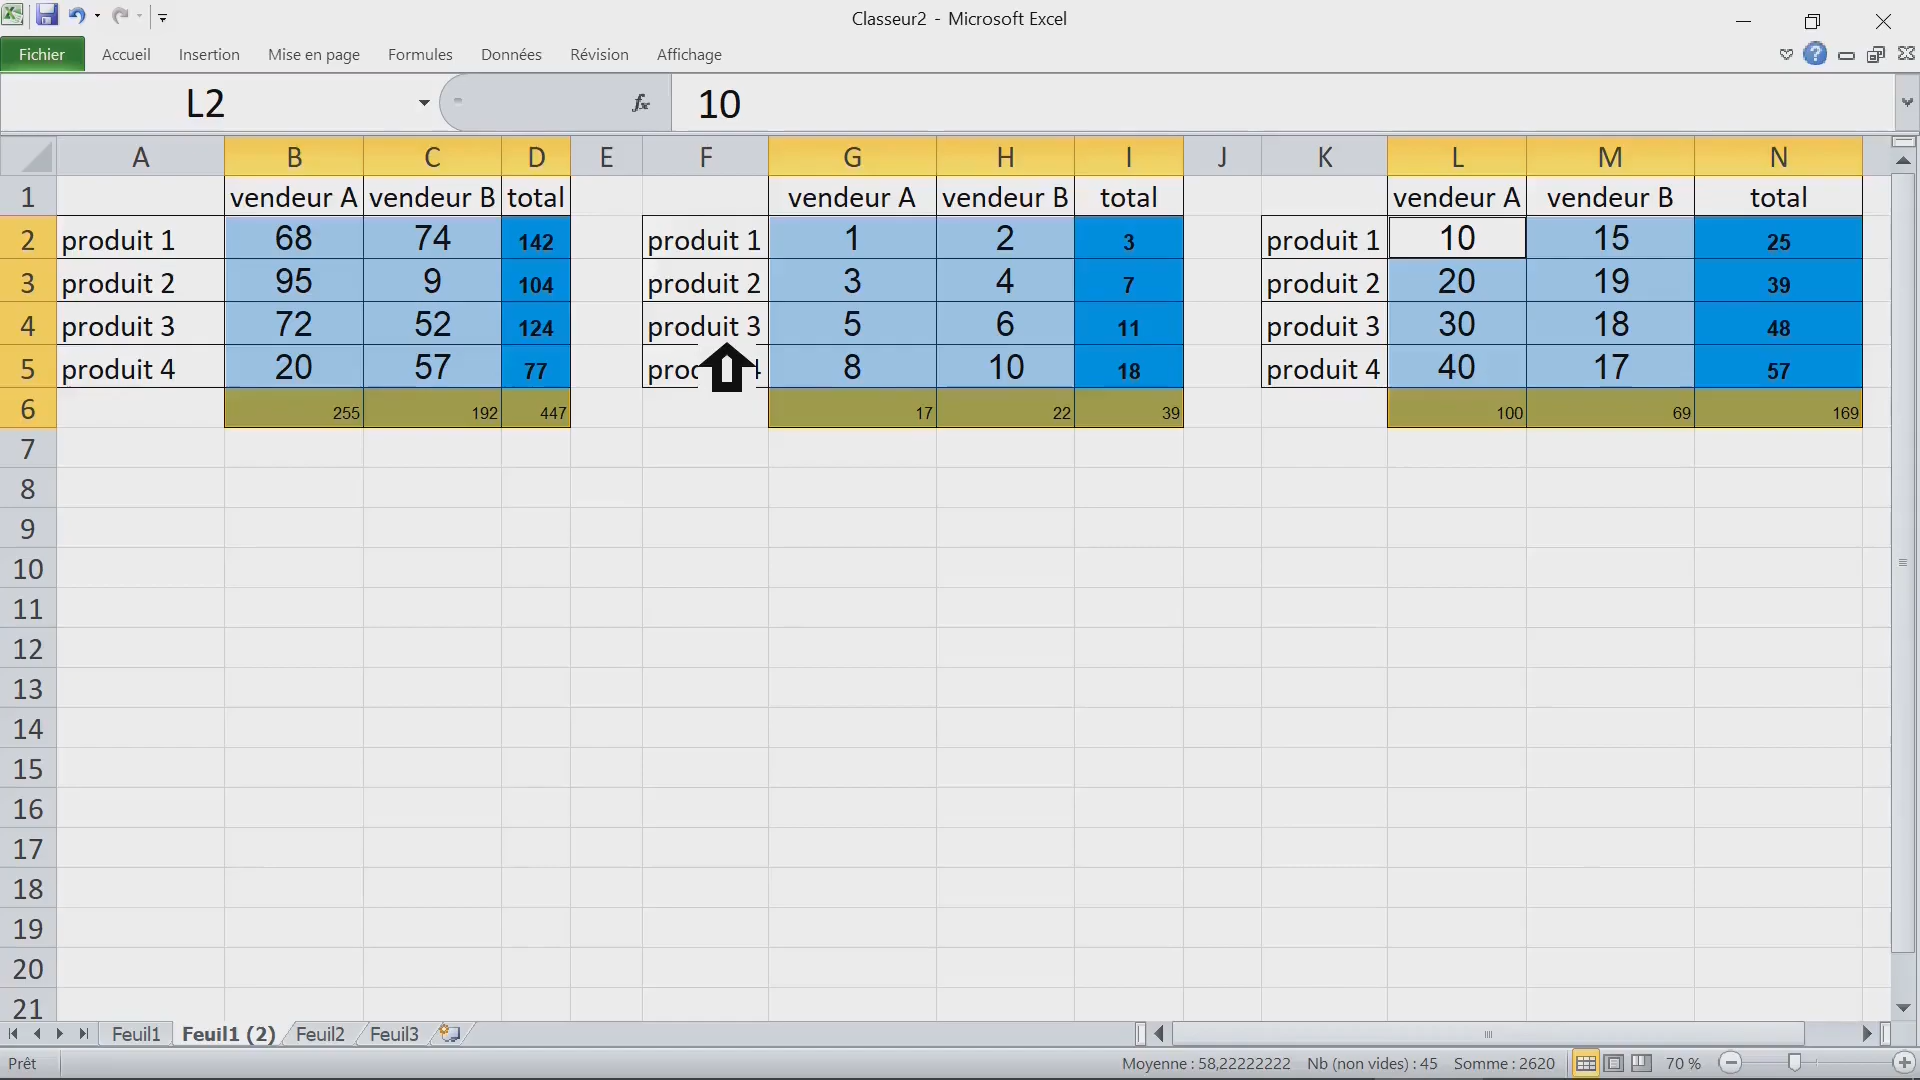 Classeur2 - Microsoft Excel
Fichier Accueil Insertion Mise en page Formules Données Révision Affichage
L2 fx 10
A B C D E F G H I J K L M N
1 vendeur A vendeur B total vendeur A vendeur B total vendeur A vendeur B total
2 produit 1 68 74 142 produit 1 1 2 3 produit 1 10 15 25
3 produit 2 95 9 104 produit 2 3 4 7 produit 2 20 19 39
4 produit 3 72 52 124 produit 3 5 6 11 produit 3 30 18 48
5 produit 4 20 57 77 8 10 18 produit 4 40 17 57
6 255 192 447 17 22 39 100 69 169
7
8
9
10
11
12
13
14
15
16
17
18
19
20
21
Feuil1 Feuil1 (2) Feuil2 Feuil3
Prêt Moyenne : 58,22222222 Nb (non vides) : 45 Somme : 2620 70 %